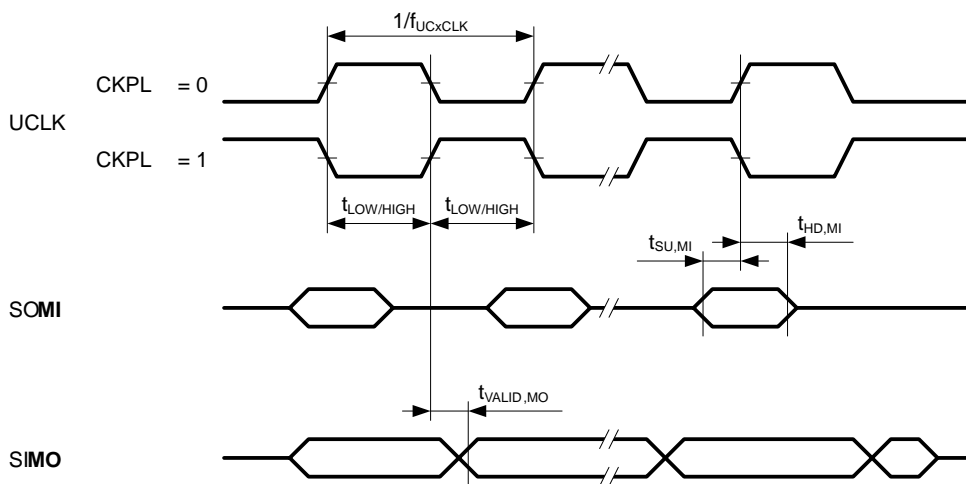 1/fUCxCLK
CKPL = 0
UCLK
CKPL = 1
tLOW/HIGH tLOW/HIGH
tSU,MI
tHD,MI
SOMI
tVALID,MO
SIMO